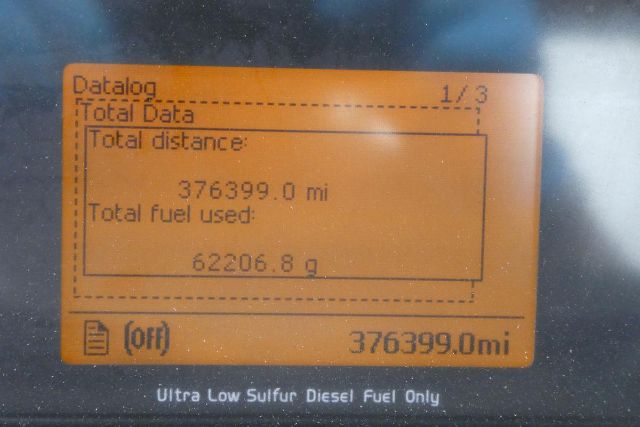 Datalog 1/3
Total Data
Total distance:
376399.0 mi
Total fuel used:
62206.8 g
(Off) 376399.0mi
Ultra Low Sulfur Diesel Fuel Only